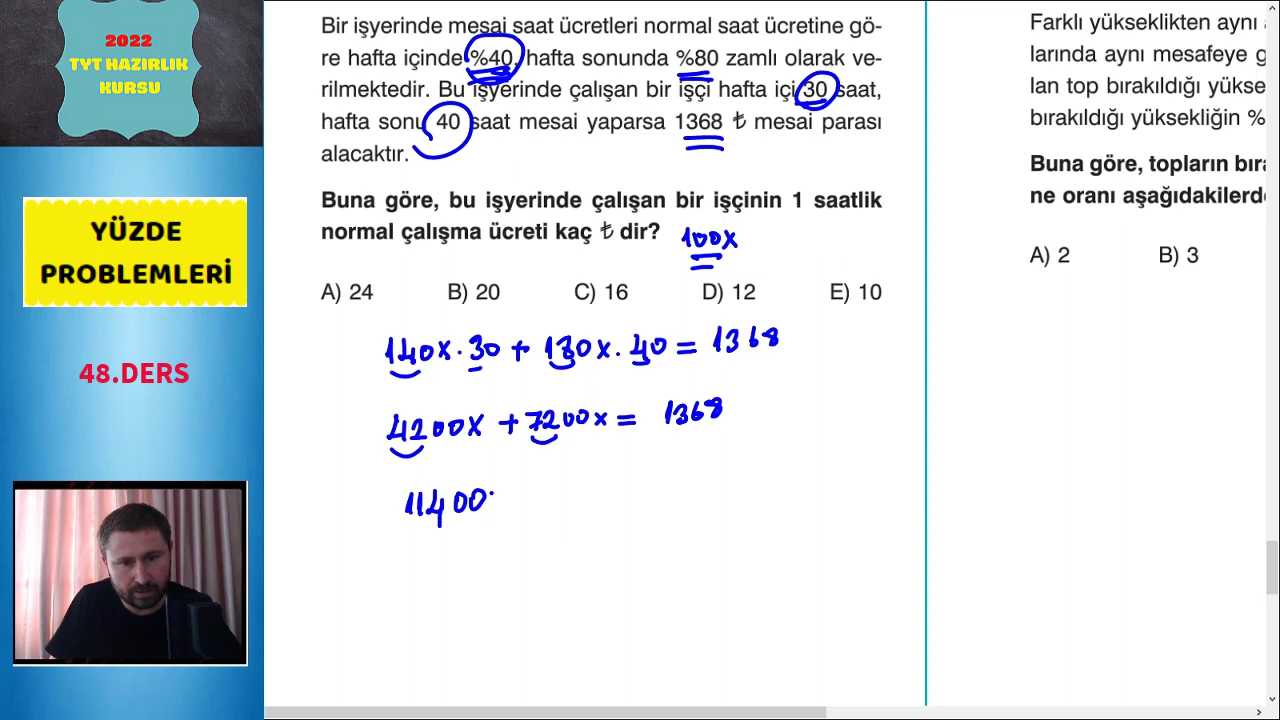 2022
TYT HAZIRLIK
KURSU
YÜZDE
PROBLEMLERİ
48.DERS
Bir işyerinde mesai saat ücretleri normal saat ücretine gö-
re hafta içinde %40, hafta sonunda %80 zamlı olarak ve-
rilmektedir. Bu işyerinde çalışan bir işçi hafta içi 30 saat,
hafta sonu 40 saat mesai yaparsa 1368 ₺ mesai parası
alacaktır.
Buna göre, bu işyerinde çalışan bir işçinin 1 saatlik
normal çalışma ücreti kaç ₺ dir?
100x
A) 24 B) 20 C) 16 D) 12 E) 10
140x · 30 + 180x · 40 = 1368
4200x + 7200x = 1368
11400
Farklı yükseklikten aynı
larında aynı mesafeye g
lan top bırakıldığı yükse
bırakıldığı yüksekliğin %
Buna göre, topların bıra
ne oranı aşağıdakilerde
A) 2 B) 3